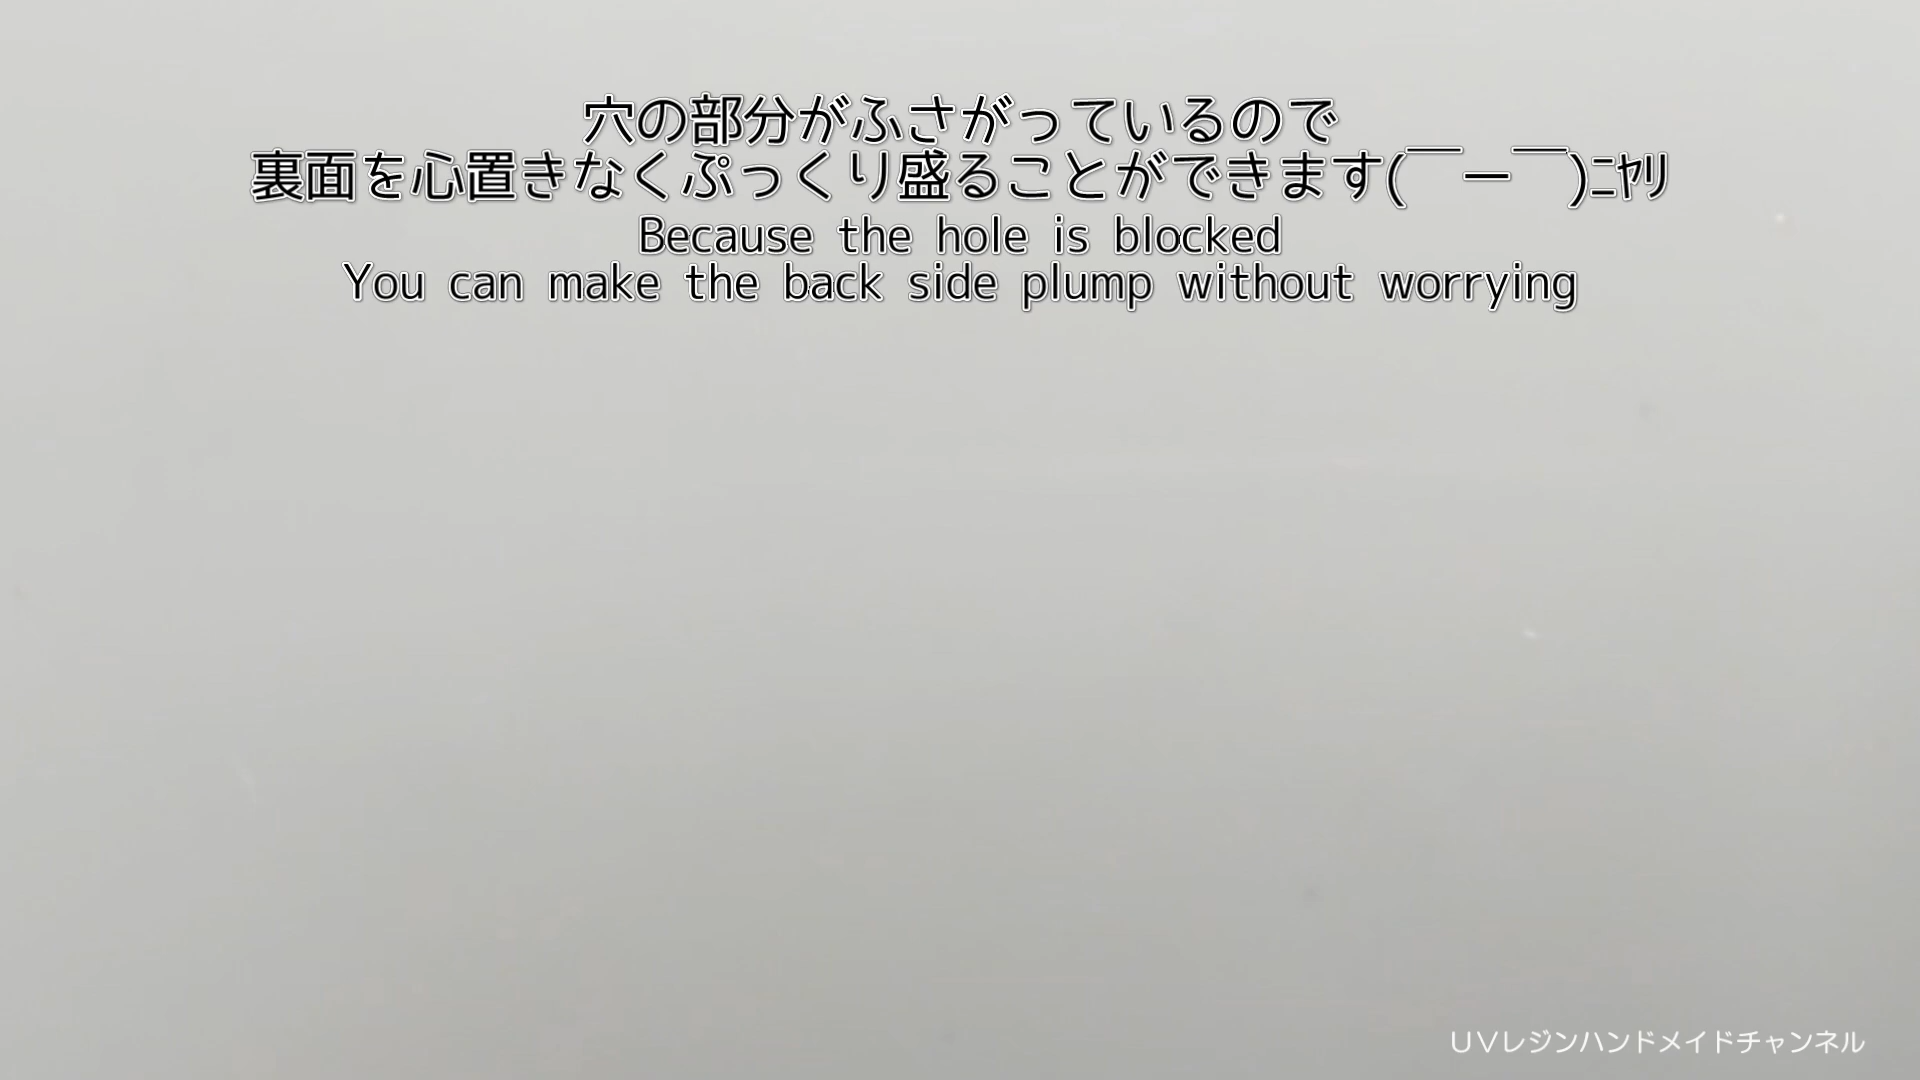 穴の部分がふさがっているので
裏面を心置きなくぷっくり盛ることができます(￣ー￣)ﾆﾔﾘ
Because the hole is blocked
You can make the back side plump without worrying
ＵＶレジンハンドメイドチャンネル